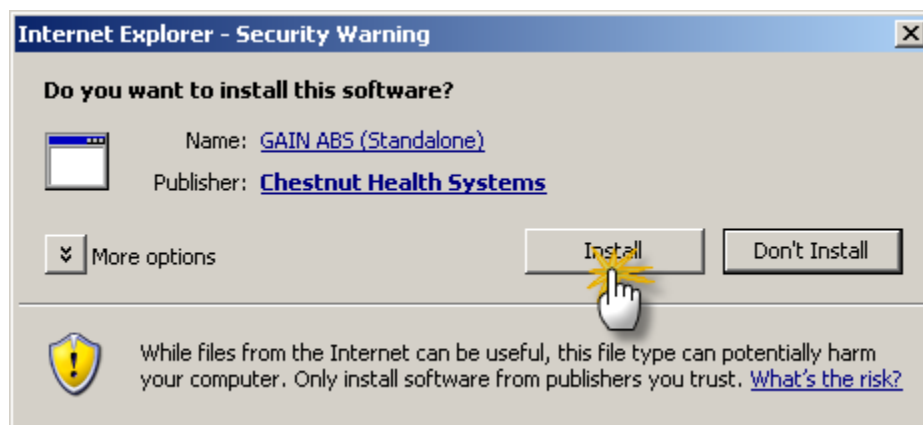 Internet Explorer - Security Warning
Do you want to install this software?
Name: GAIN ABS (Standalone)
Publisher: Chestnut Health Systems
More options
Install
Don't Install
While files from the Internet can be useful, this file type can potentially harm
your computer. Only install software from publishers you trust. What's the risk?